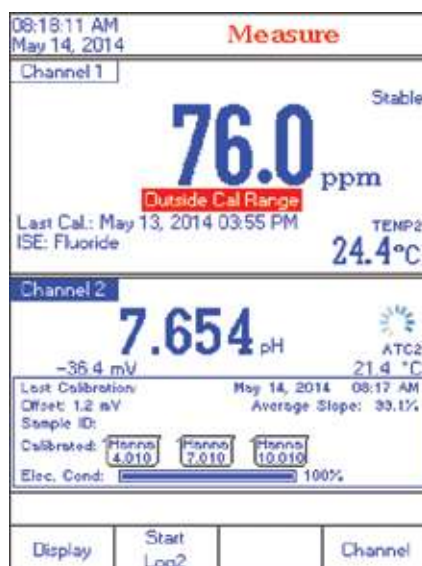 08:18:11 AM
May 14, 2014
Measure
Channel 1
Stable
76.0 ppm
Outside Cal Range
Last Cal.: May 13, 2014 03:55 PM
ISE: Fluoride
TEMP2
24.4°C
Channel 2
7.654 pH
-36.4 mV
ATC2
21.4 °C
Last Calibration: May 14, 2014 08:17 AM
Offset: 1.2 mV Average Slope: 99.1%
Sample ID:
Calibrated: Hanna 4.010 Hanna 7.010 Hanna 10.010
Elec. Cond: 100%
Display
Start Log2
Channel